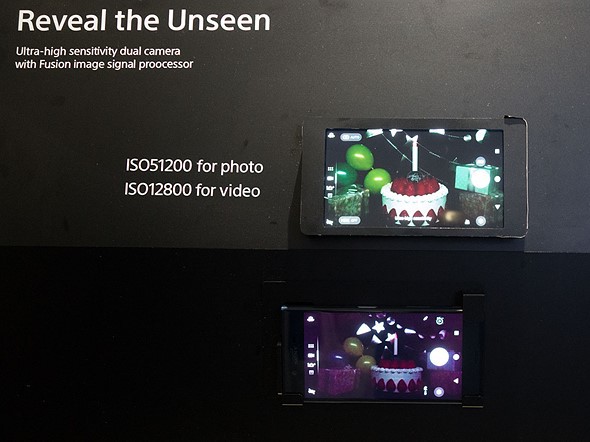 Reveal the Unseen
Ultra-high sensitivity dual camera
with Fusion image signal proocessor
ISO51200 for photo
ISO12800 for video